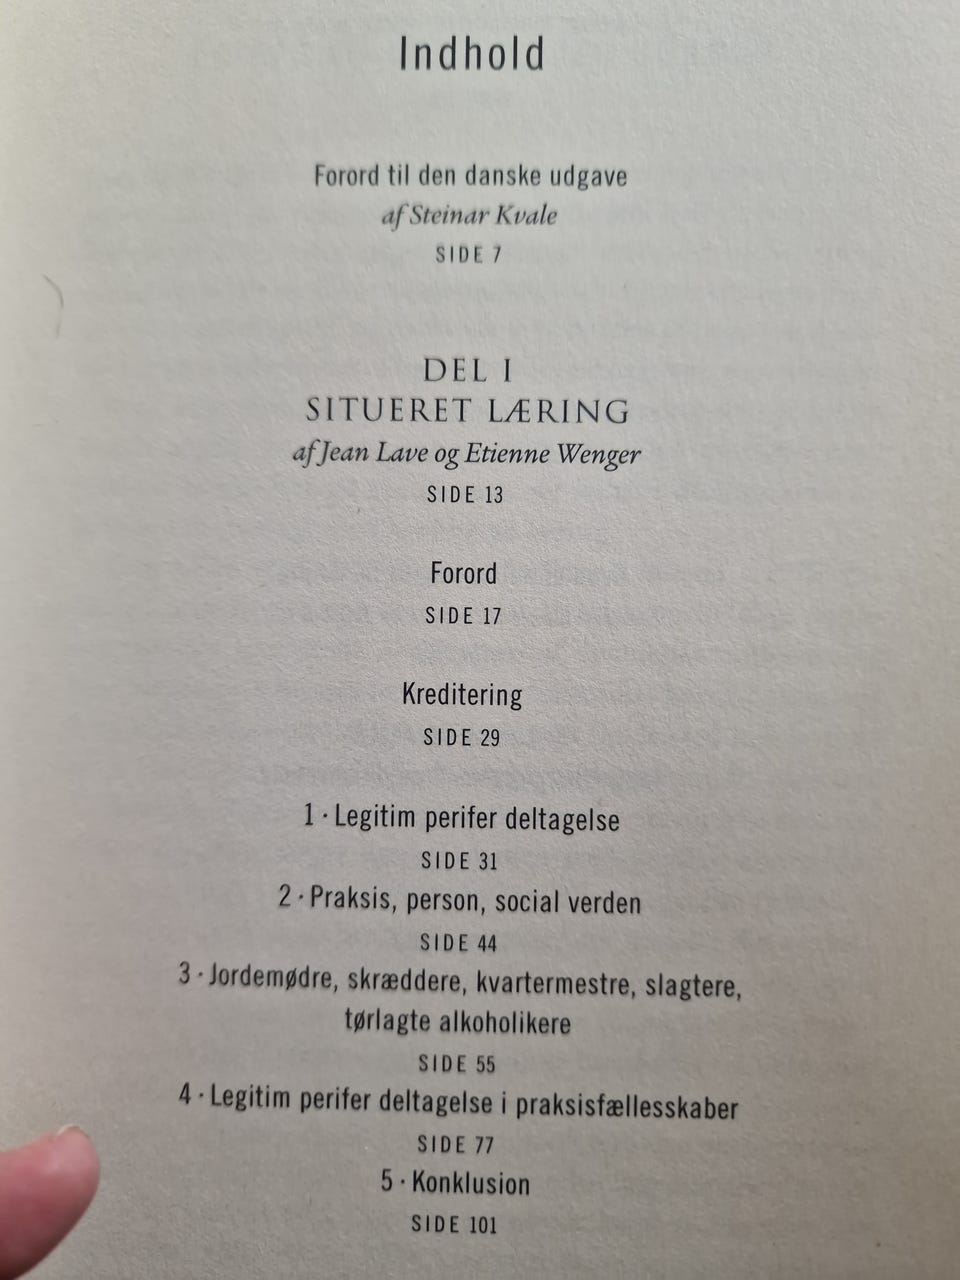 Indhold
Forord til den danske udgave
af Steinar Kvale
SIDE 7
DEL I
SITUERET LÆRING
af Jean Lave og Etienne Wenger
SIDE 13
Forord
SIDE 17
Kreditering
SIDE 29
1 · Legitim perifer deltagelse
SIDE 31
2 · Praksis, person, social verden
SIDE 44
3 · Jordemødre, skræddere, kvartermestre, slagtere,
tørlagte alkoholikere
SIDE 55
4 · Legitim perifer deltagelse i praksisfællesskaber
SIDE 77
5 · Konklusion
SIDE 101